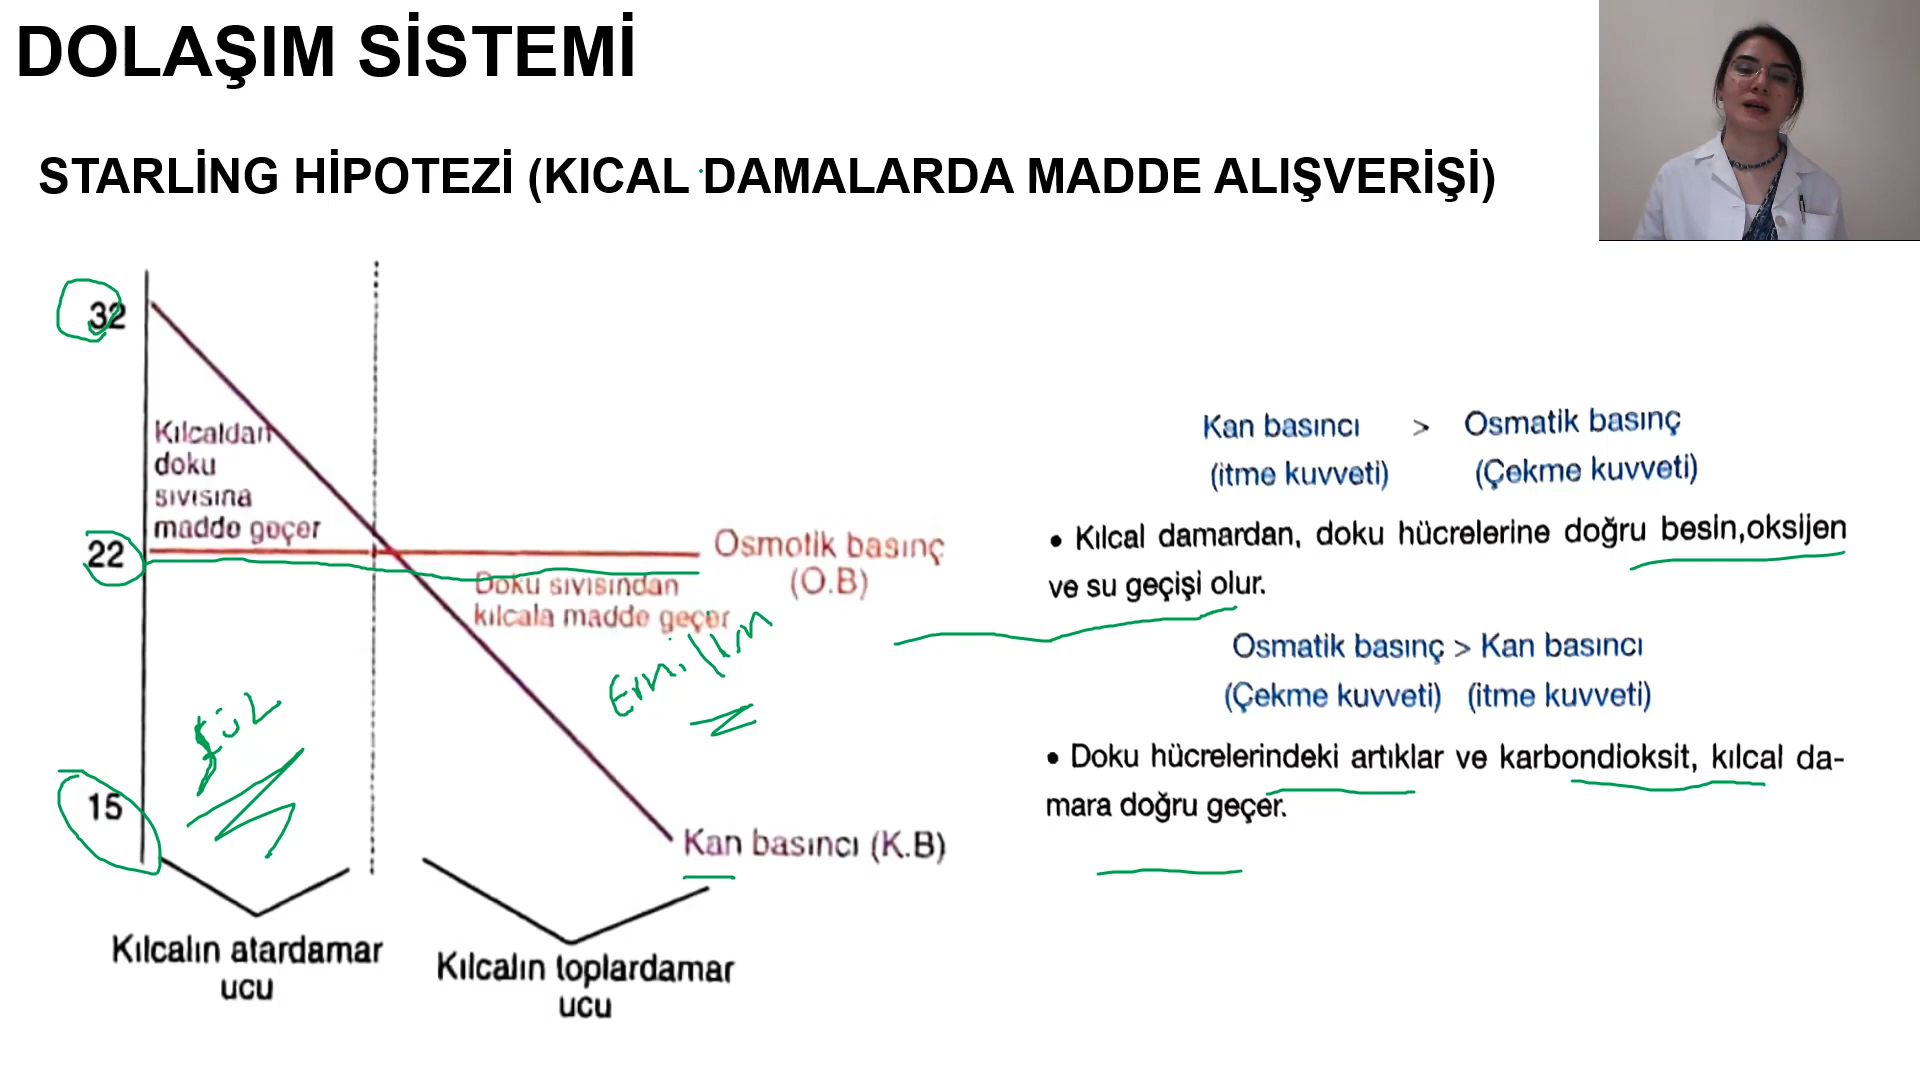 DOLAŞIM SİSTEMİ
STARLİNG HİPOTEZİ (KICAL DAMALARDA MADDE ALIŞVERİŞİ)
32
Kılcaldan
doku
sıvısına
madde geçer
22
Osmotik basınç
(O.B)
Doku sıvısından
kılcala madde geçer
Emilim
süz
15
Kan basıncı (K.B)
Kılcalın atardamar
ucu
Kılcalın toplardamar
ucu
Kan basıncı > Osmatik basınç
(itme kuvveti) (Çekme kuvveti)
• Kılcal damardan, doku hücrelerine doğru besin,oksijen
ve su geçişi olur.
Osmatik basınç > Kan basıncı
(Çekme kuvveti) (itme kuvveti)
• Doku hücrelerindeki artıklar ve karbondioksit, kılcal da-
mara doğru geçer.